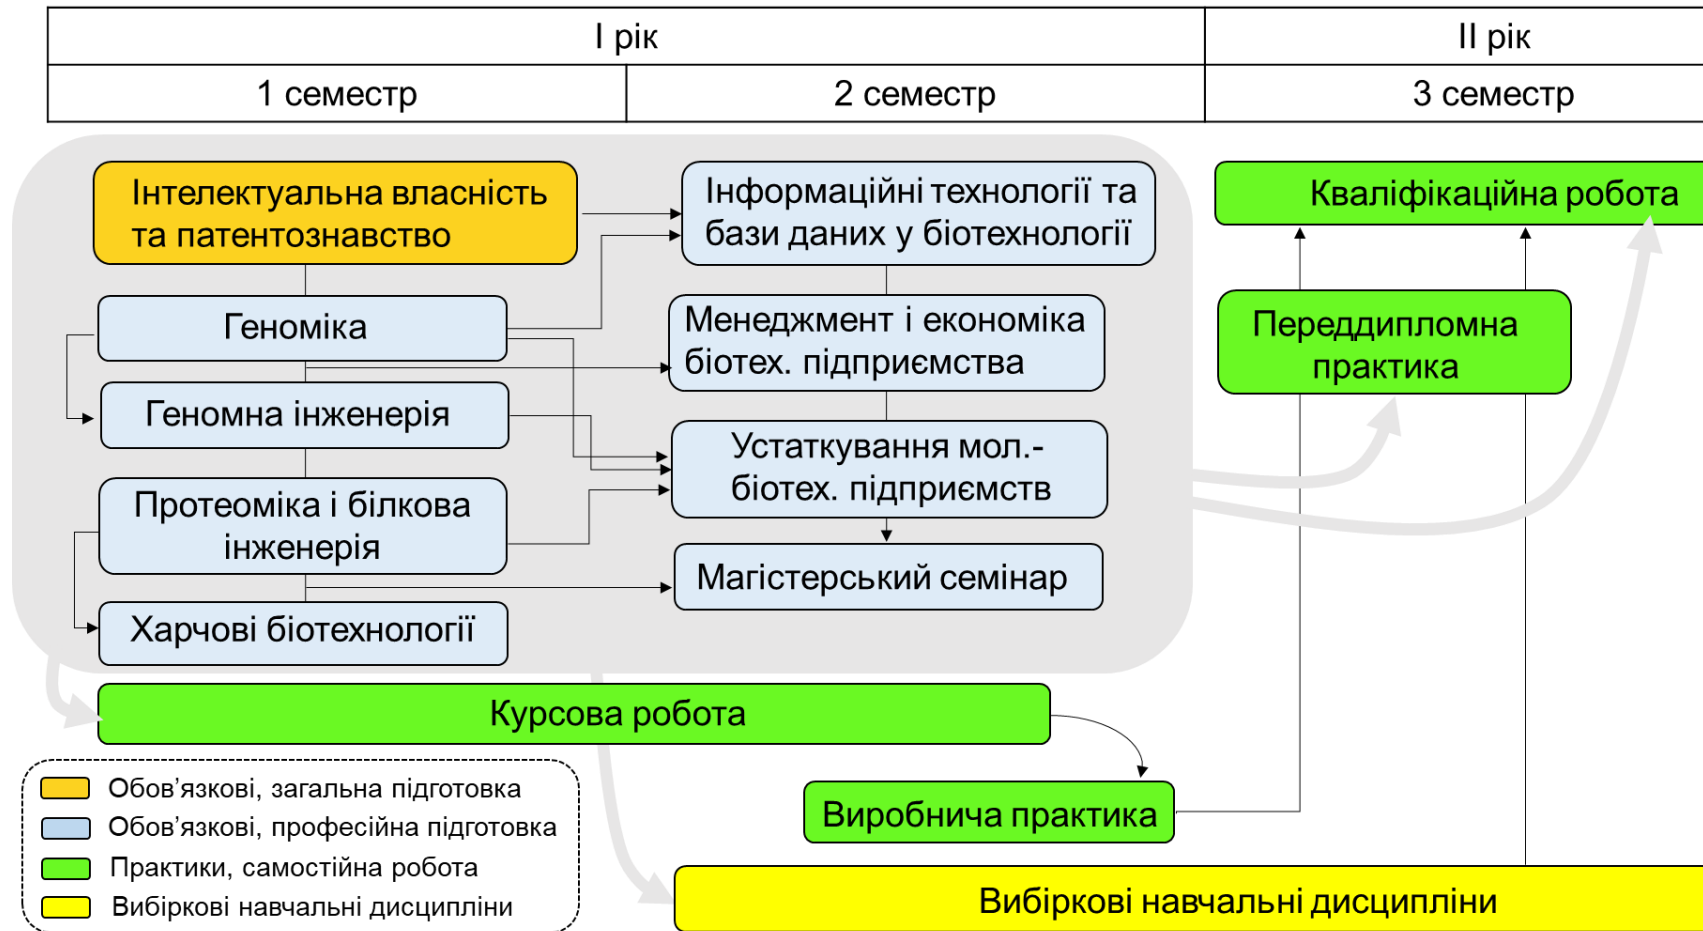 I рік
II рік
1 семестр
2 семестр
3 семестр
Інтелектуальна власність
та патентознавство
Геноміка
Геномна інженерія
Протеоміка і білкова
інженерія
Харчові біотехнології
Інформаційні технології та
бази даних у біотехнології
Менеджмент і економіка
біотех. підприємства
Устаткування мол.-
біотех. підприємств
Магістерський семінар
Кваліфікаційна робота
Переддипломна
практика
Курсова робота
Виробнича практика
Вибіркові навчальні дисципліни
Обов’язкові, загальна підготовка
Обов’язкові, професійна підготовка
Практики, самостійна робота
Вибіркові навчальні дисципліни